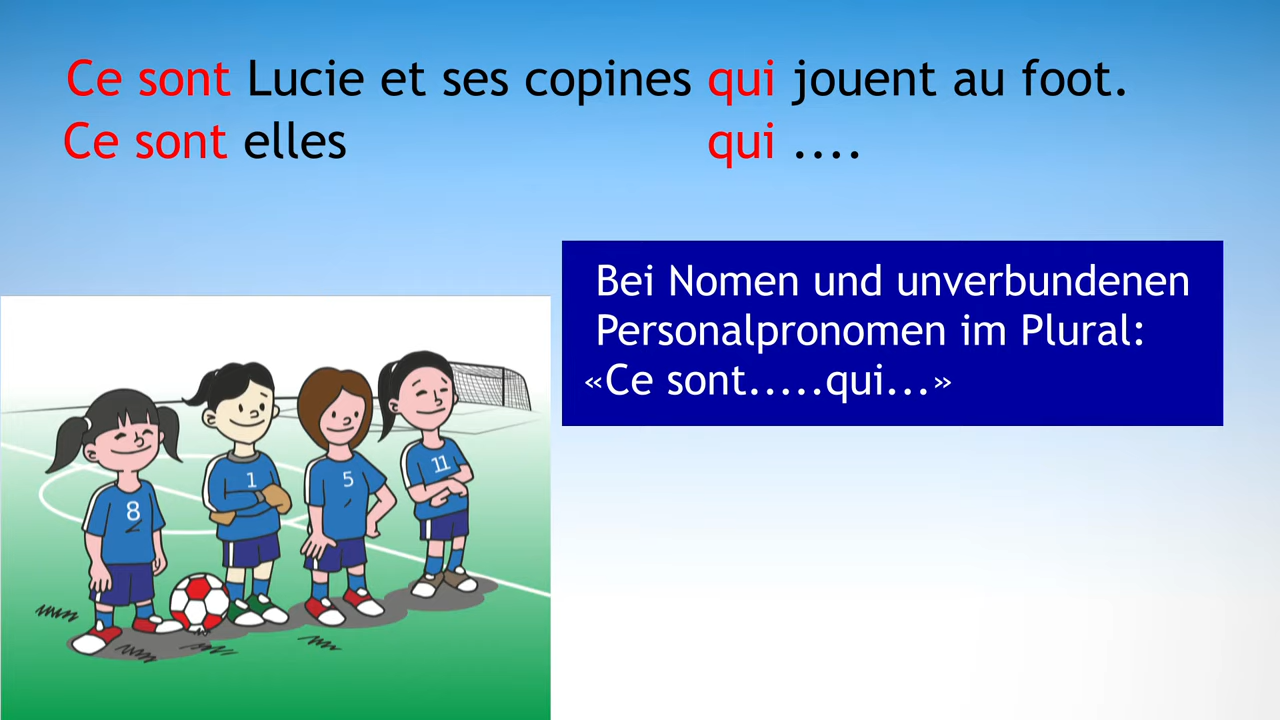 Ce sont Lucie et ses copines qui jouent au foot.
Ce sont elles qui ....
Bei Nomen und unverbundenen
Personalpronomen im Plural:
«Ce sont.....qui...»
8
1
5
11